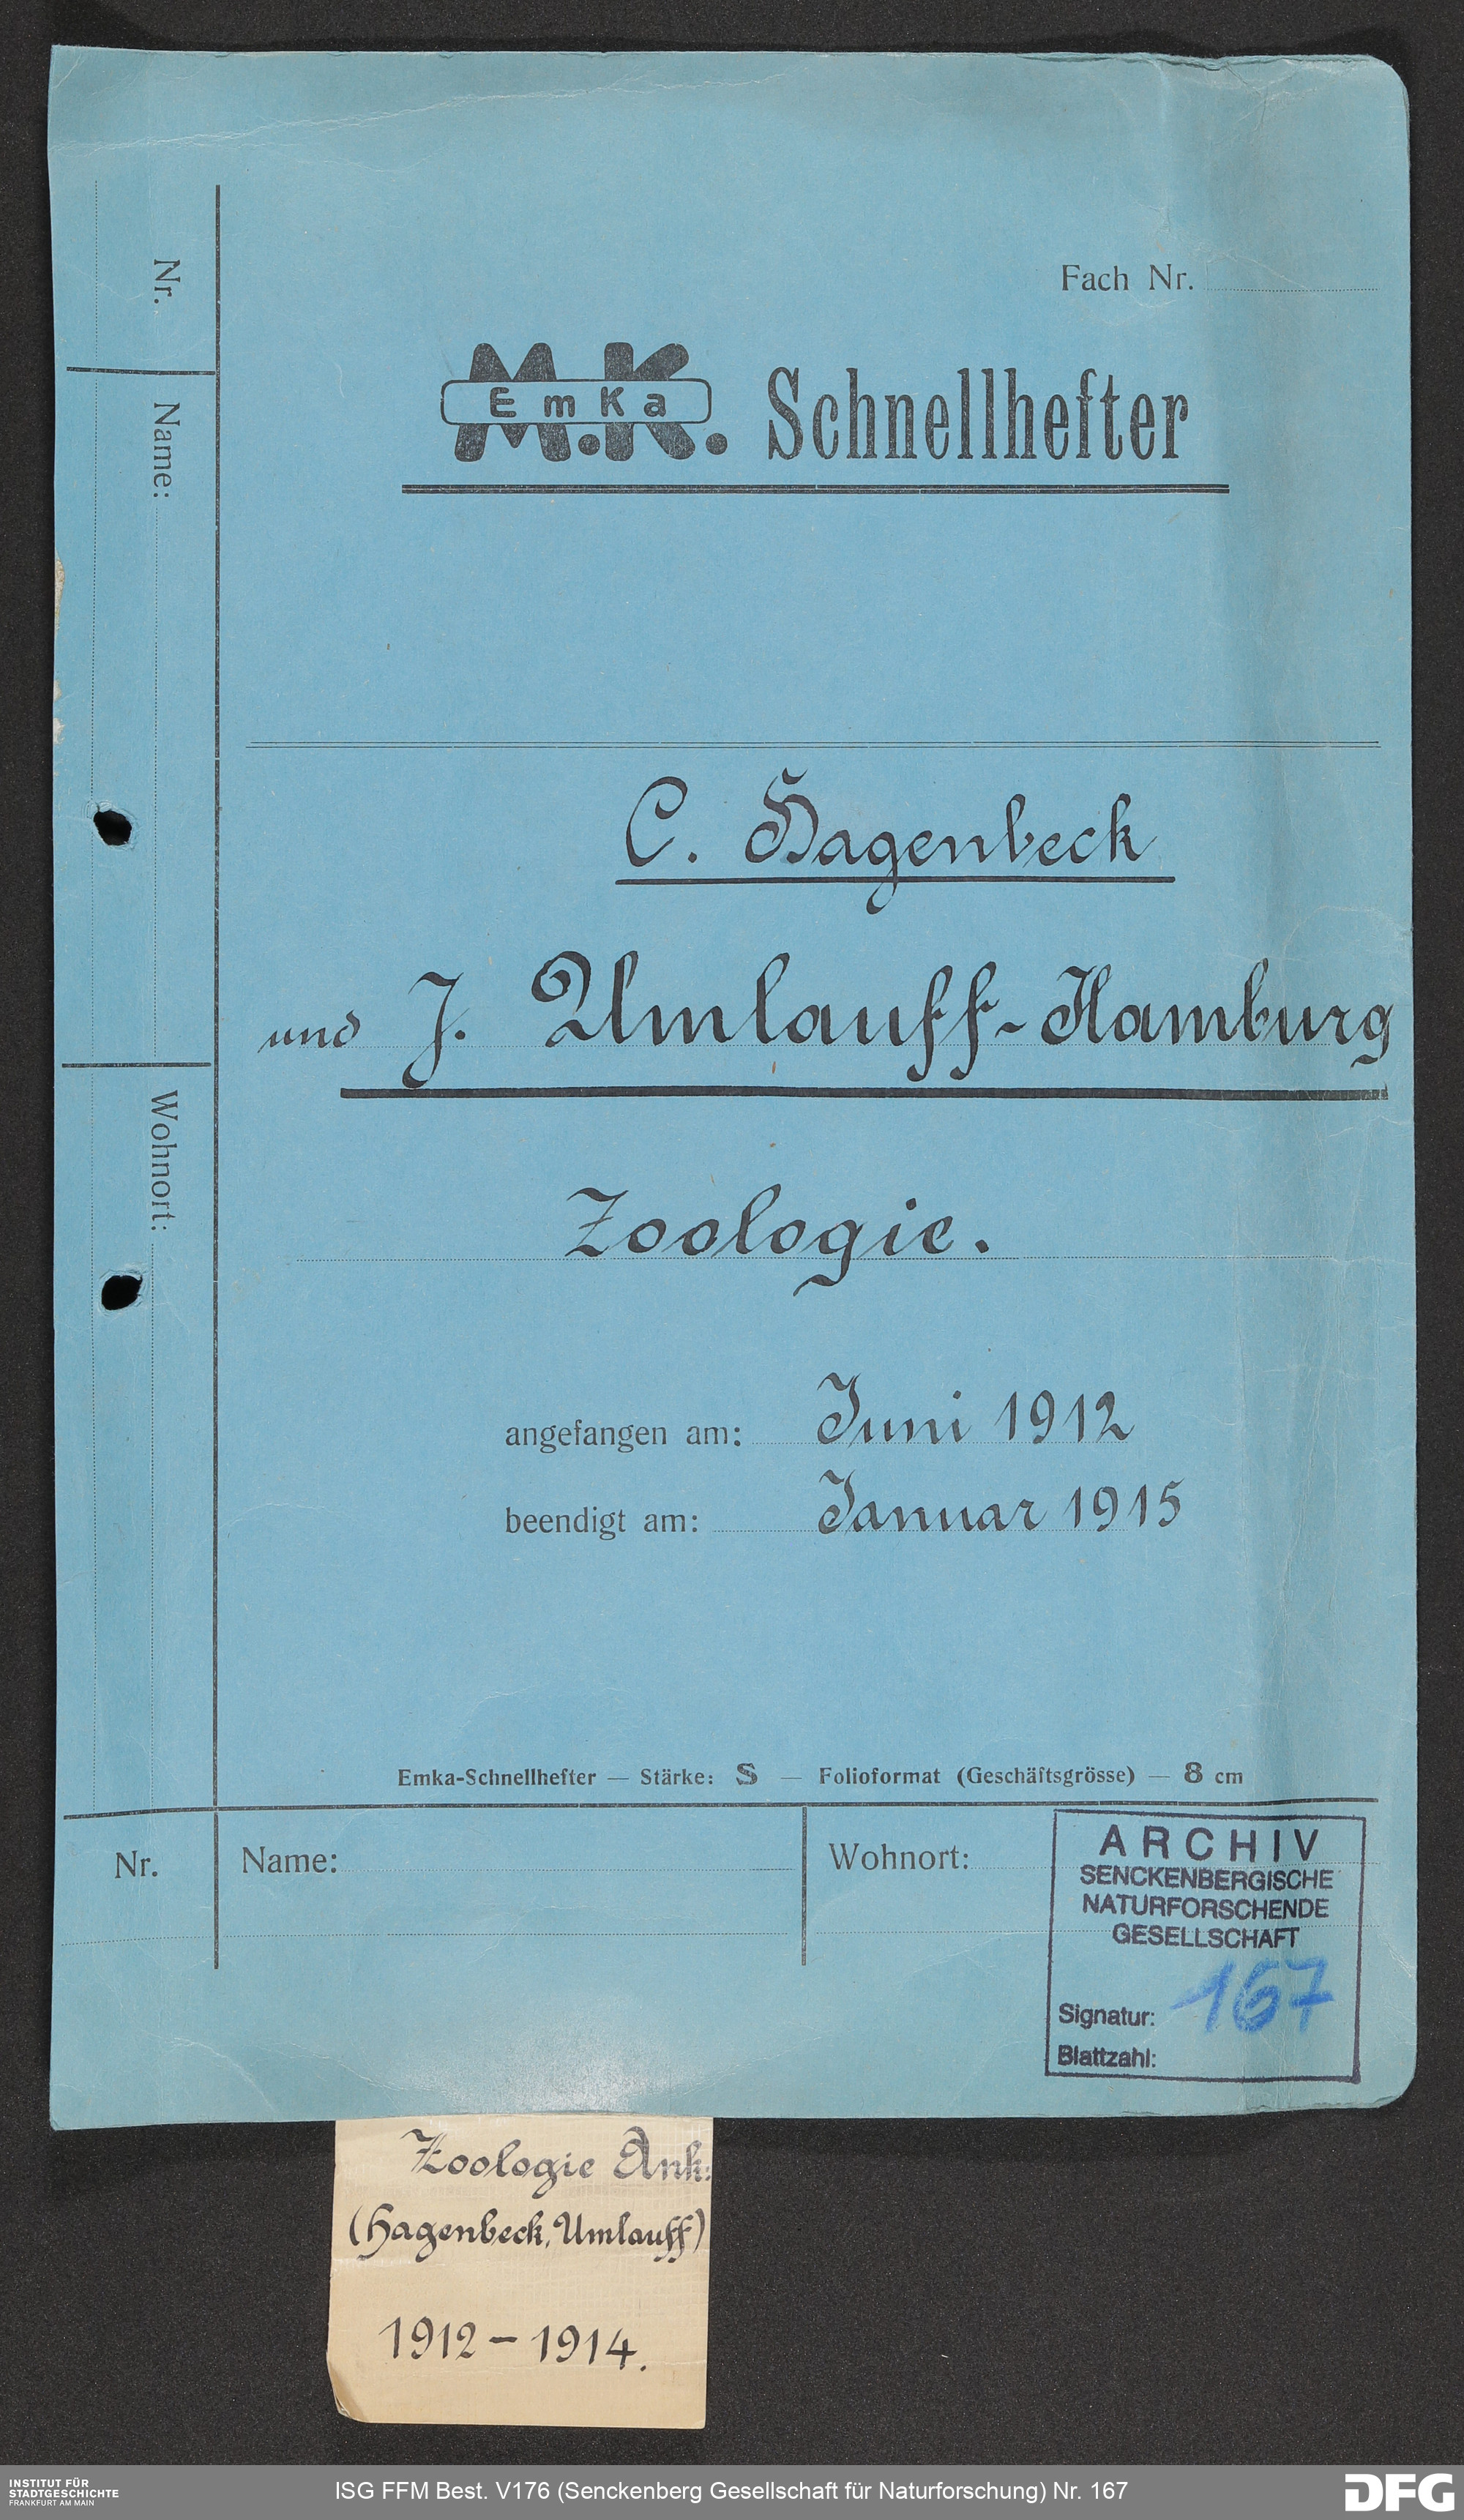 Fach Nr.
M.K.
EmKa
Schnellhefter
Nr.
Name:
Wohnort:
C. Hagenbeck
und J. Umlauff-Hamburg
Zoologie.
angefangen am: Juni 1912
beendigt am: Januar 1915
Emka-Schnellhefter — Stärke: S — Folioformat (Geschäftsgrösse) — 8 cm
Nr.
Name:
Wohnort:
ARCHIV
SENCKENBERGISCHE
NATURFORSCHENDE
GESELLSCHAFT
Signatur: 167
Blattzahl:
Zoologie Ank:
(Hagenbeck, Umlauff)
1912-1914.
INSTITUT FÜR
STADTGESCHICHTE
FRANKFURT AM MAIN
ISG FFM Best. V176 (Senckenberg Gesellschaft für Naturforschung) Nr. 167
DFG